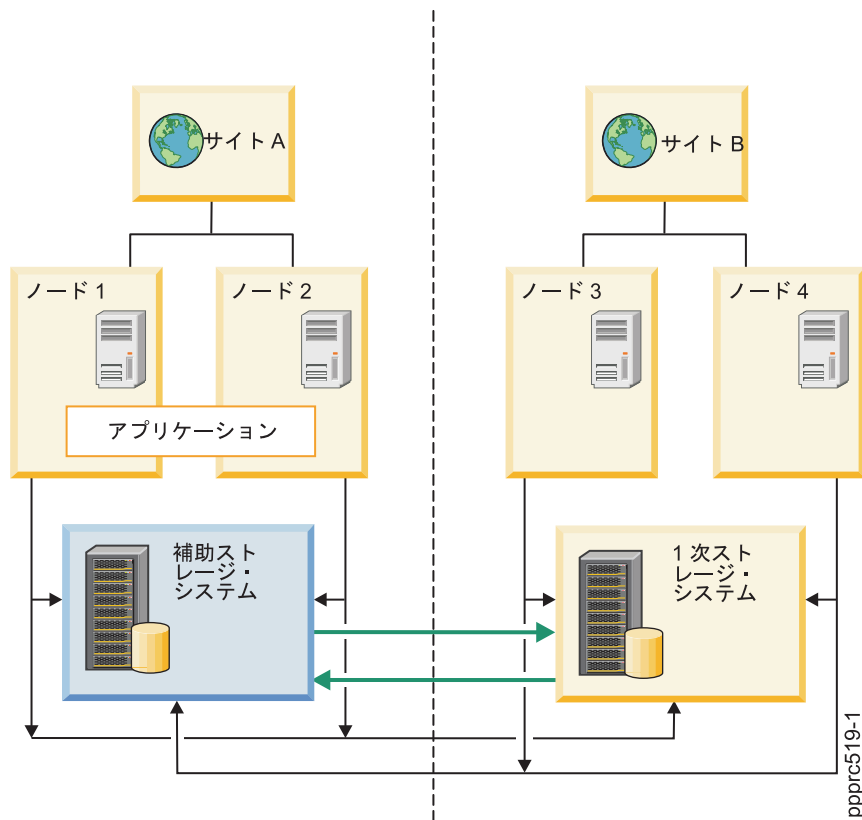 サイト A
サイト B
ノード 1
ノード 2
ノード 3
ノード 4
アプリケーション
補助スト
レージ・
システム
1 次スト
レージ・
システム
ppprc519-1